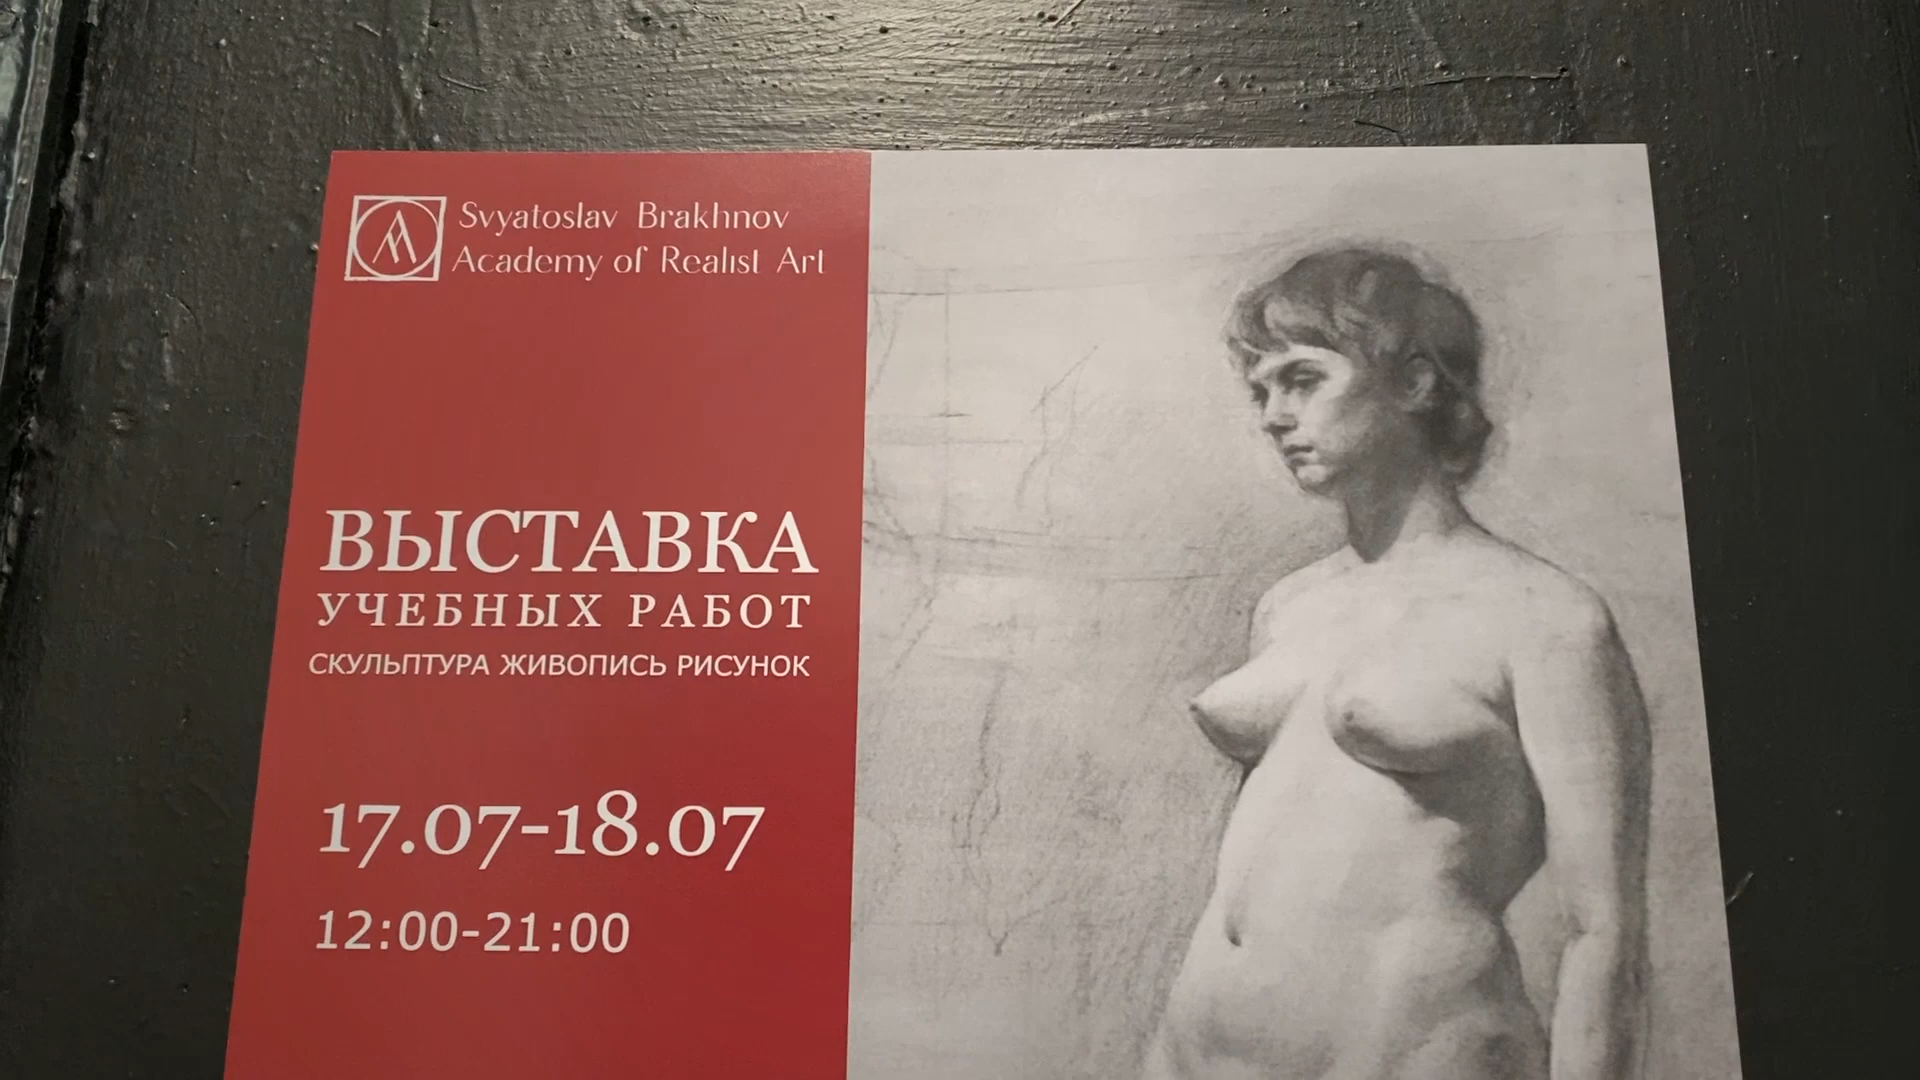 Svyatoslav Brakhnov
Academy of Realist Art
ВЫСТАВКА
УЧЕБНЫХ РАБОТ
СКУЛЬПТУРА ЖИВОПИСЬ РИСУНОК
17.07-18.07
12:00-21:00